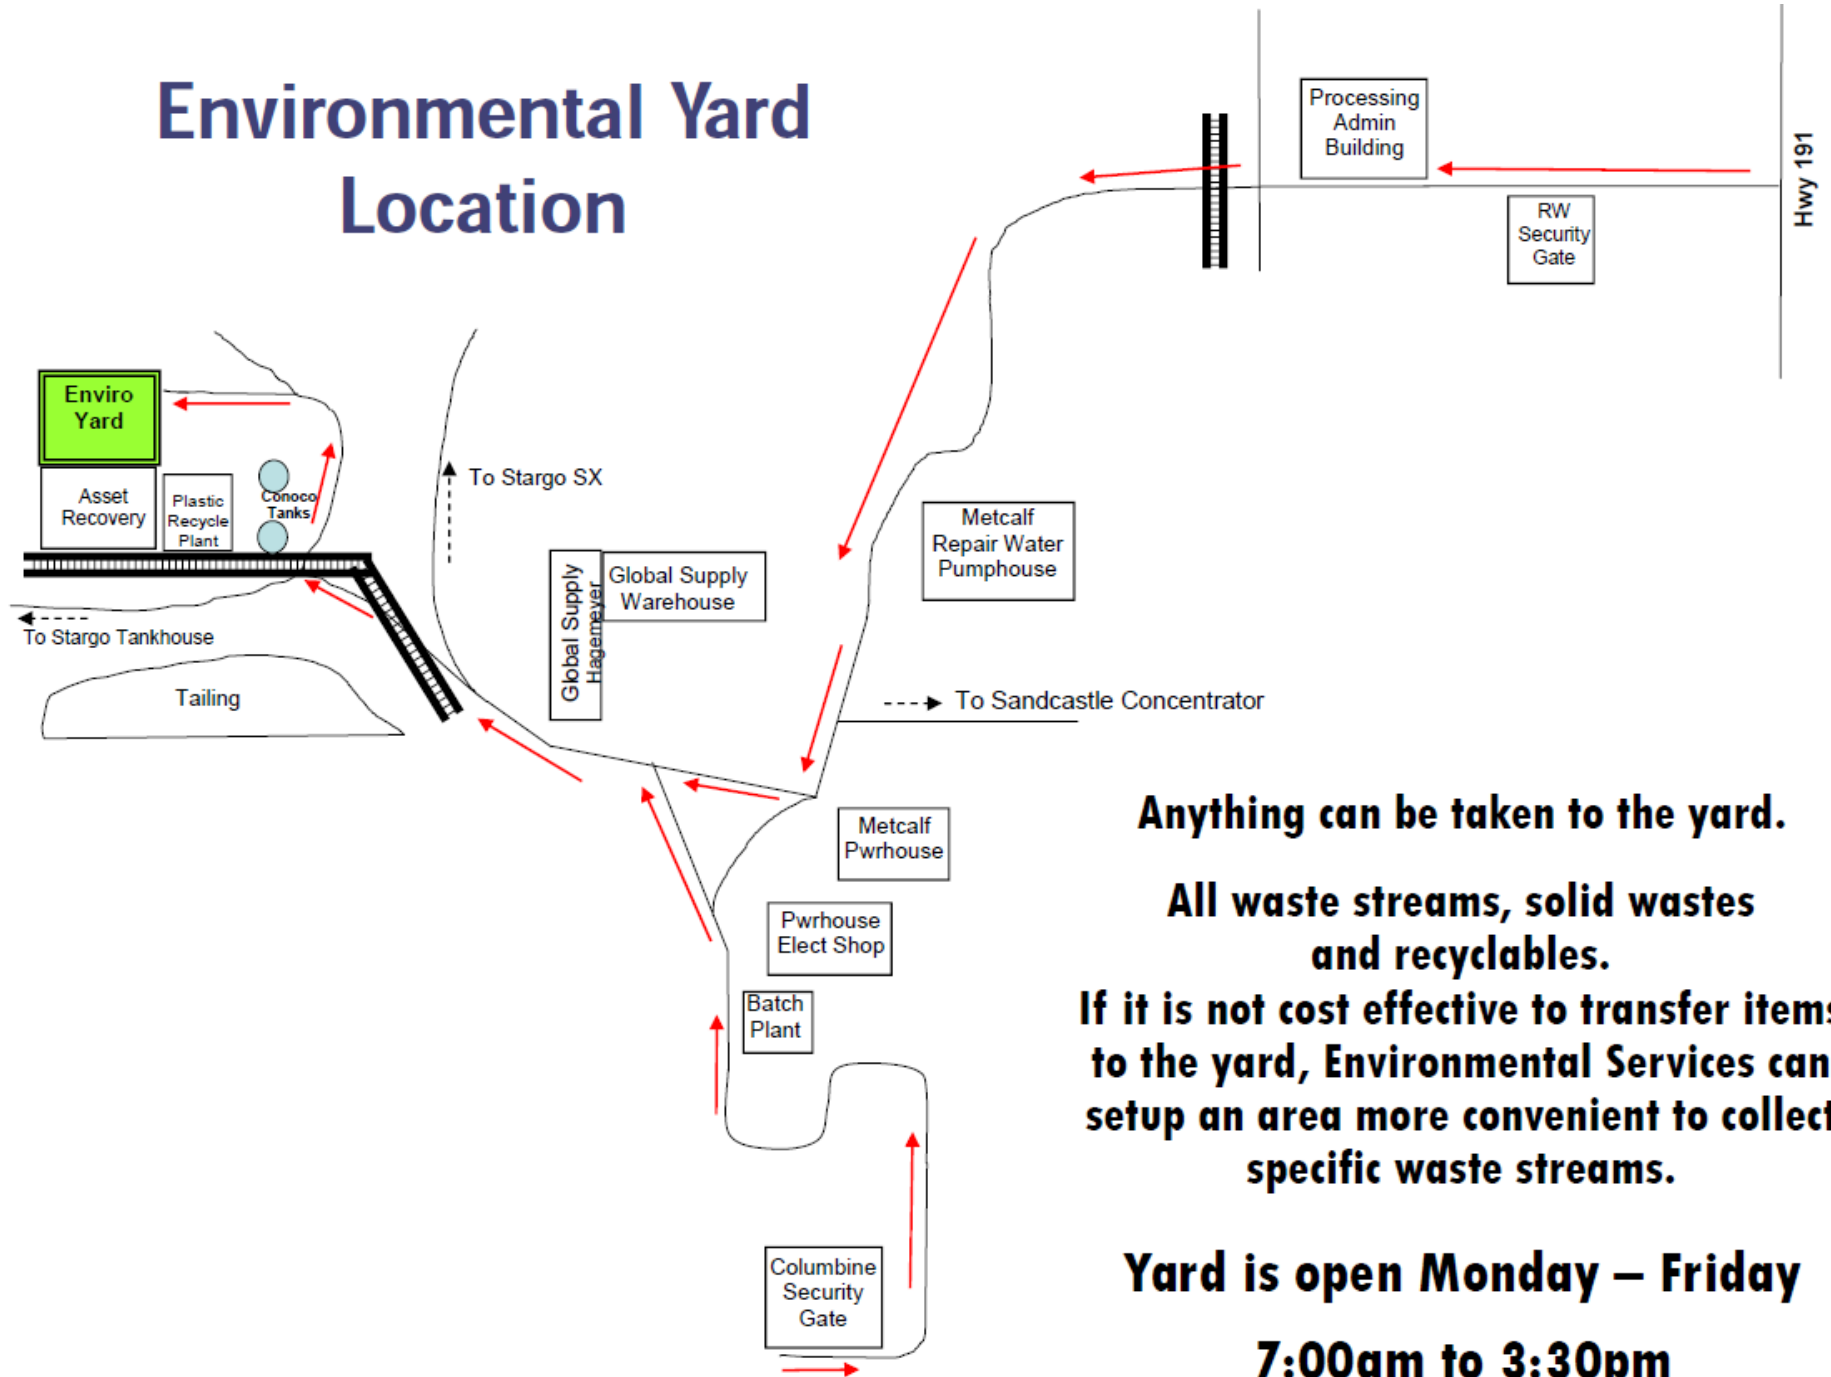 Environmental Yard
Location
Processing
Admin
Building
Hwy 191
RW
Security
Gate
Enviro
Yard
Asset
Recovery
Plastic
Recycle
Plant
Conoco
Tanks
To Stargo SX
Global Supply
Hagemeyer
Global Supply
Warehouse
Metcalf
Repair Water
Pumphouse
To Stargo Tankhouse
Tailing
To Sandcastle Concentrator
Metcalf
Pwrhouse
Pwrhouse
Elect Shop
Batch
Plant
Columbine
Security
Gate
Anything can be taken to the yard.
All waste streams, solid wastes
and recyclables.
If it is not cost effective to transfer items
to the yard, Environmental Services can
setup an area more convenient to collect
specific waste streams.
Yard is open Monday – Friday
7:00am to 3:30pm